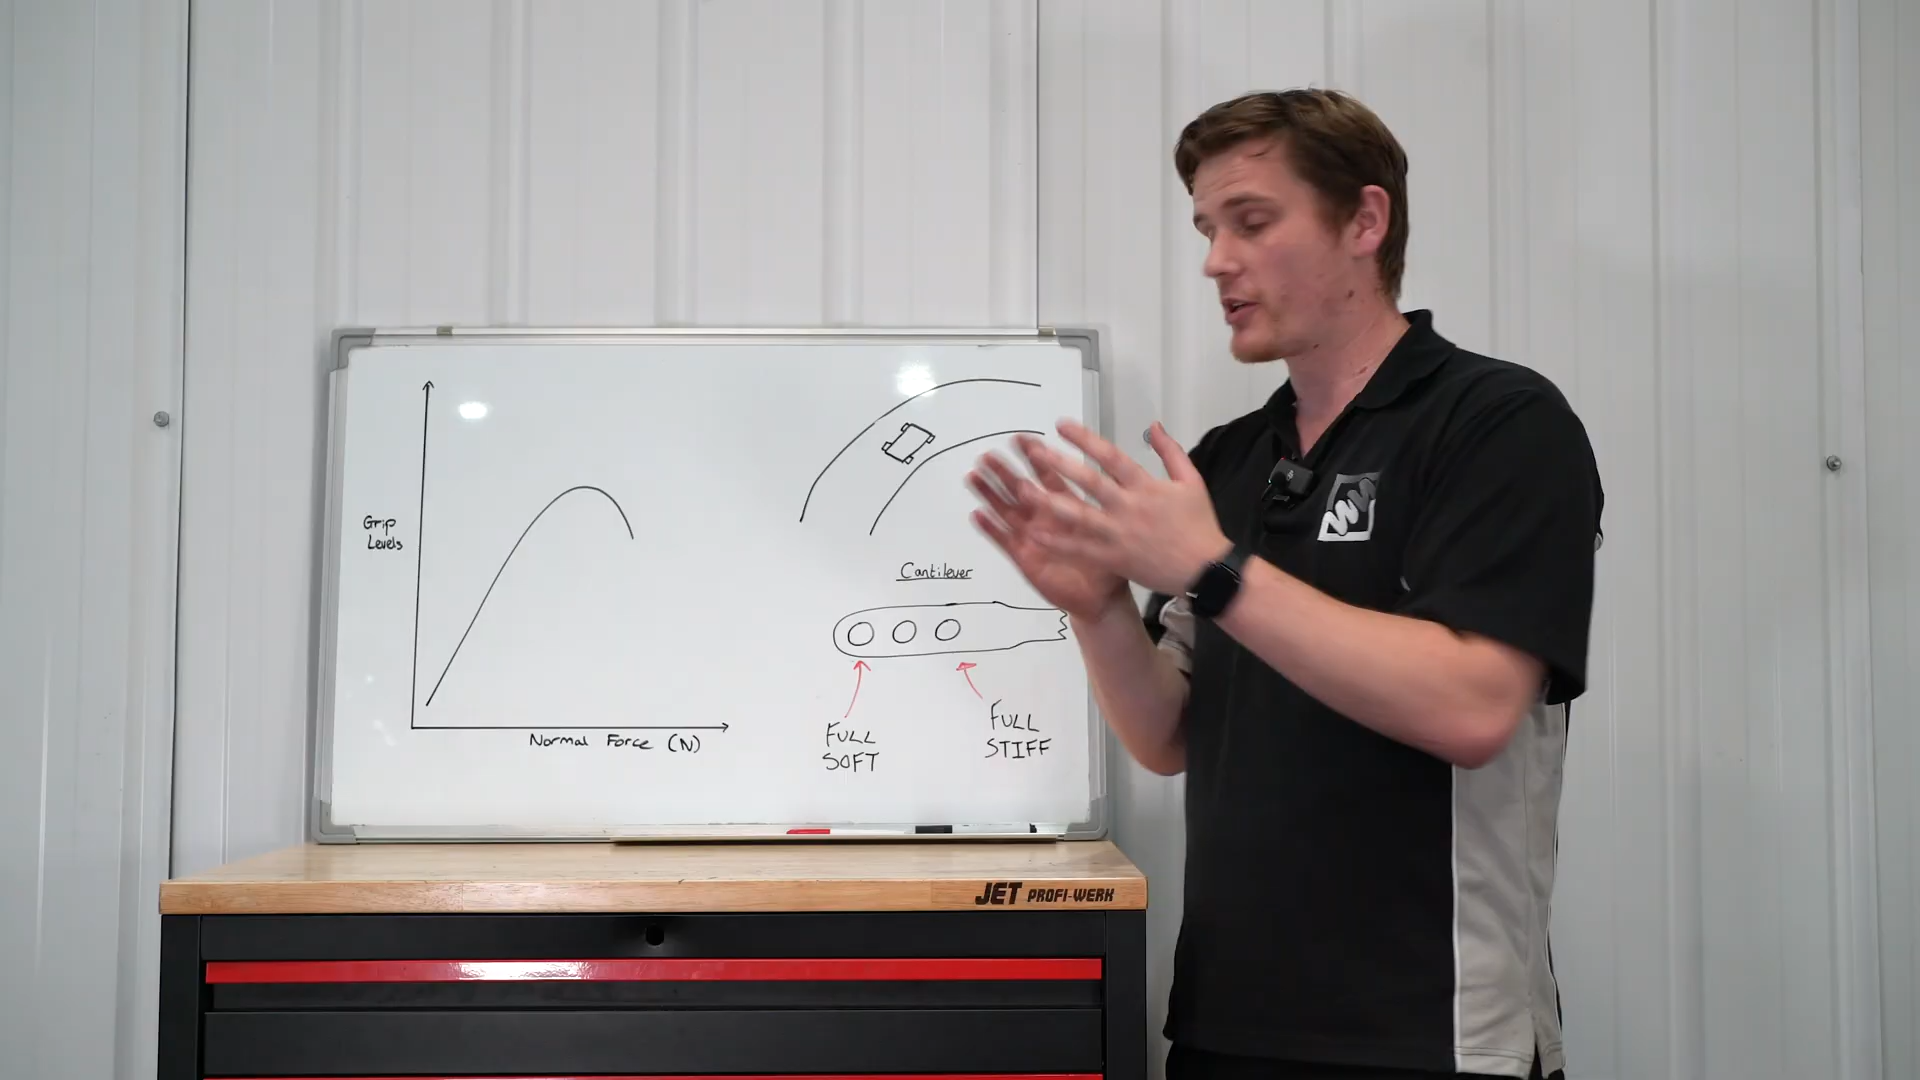 Grip
Levels
Normal Force (N)
Cantilever
FULL
SOFT
FULL
STIFF
JET PROFI-WERK